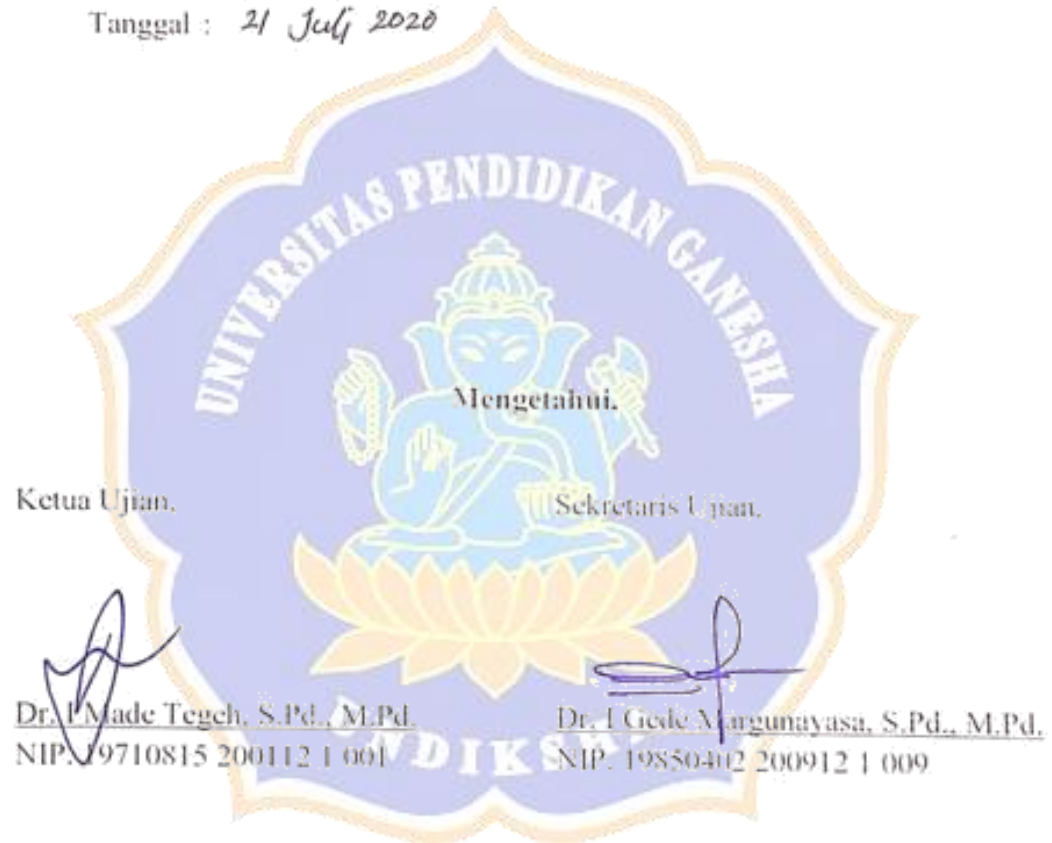 Tanggal : 21 Juli 2020
UNIVERSITAS PENDIDIKAN GANESHA
Mengetahui,
Ketua Ujian,
Sekretaris Ujian,
Dr. I Made Tegeh, S.Pd., M.Pd.
Dr. I Gede Margunayasa, S.Pd., M.Pd.
NIP. 19710815 200112 1 001
NIP. 19850402 200912 1 009
UNDIKSHA